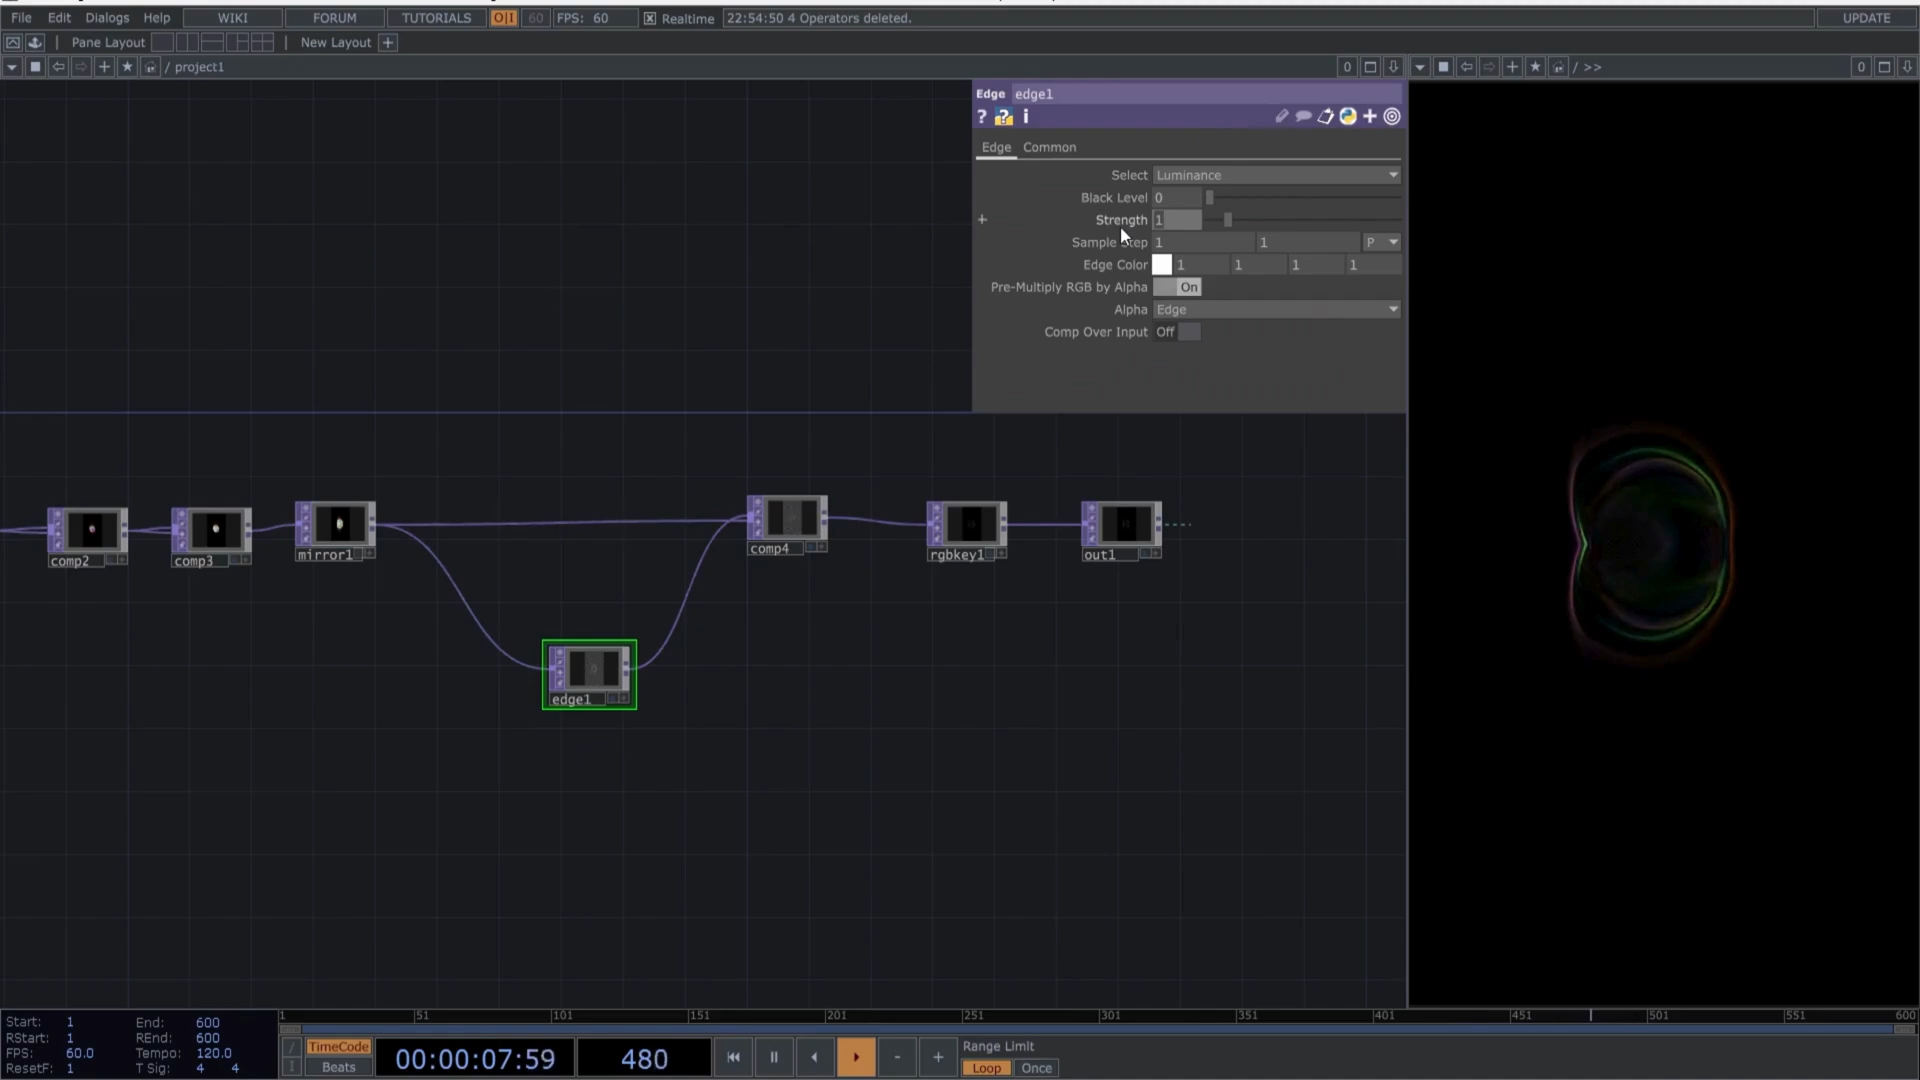 File Edit Dialogs Help WIKI FORUM TUTORIALS O|I 60 FPS: 60 Realtime 22:54:50 4 Operators deleted. UPDATE
Pane Layout New Layout +
/ project1 0 / >> 0
Edge edge1
? ? i
Edge Common
Select Luminance
Black Level 0
+ Strength 1
Sample Step 1 1 P
Edge Color 1 1 1 1
Pre-Multiply RGB by Alpha On
Alpha Edge
Comp Over Input Off
comp2 comp3 mirror1 comp4 rgbkey1 out1
edge1
1 51 101 151 201 251 301 351 401 451 501 551 600
Start: 1 End: 600
RStart: 1 REnd: 600
FPS: 60.0 Tempo: 120.0
ResetF: 1 T Sig: 4 4
TimeCode
Beats
00:00:07:59 480 - +
Range Limit
Loop Once